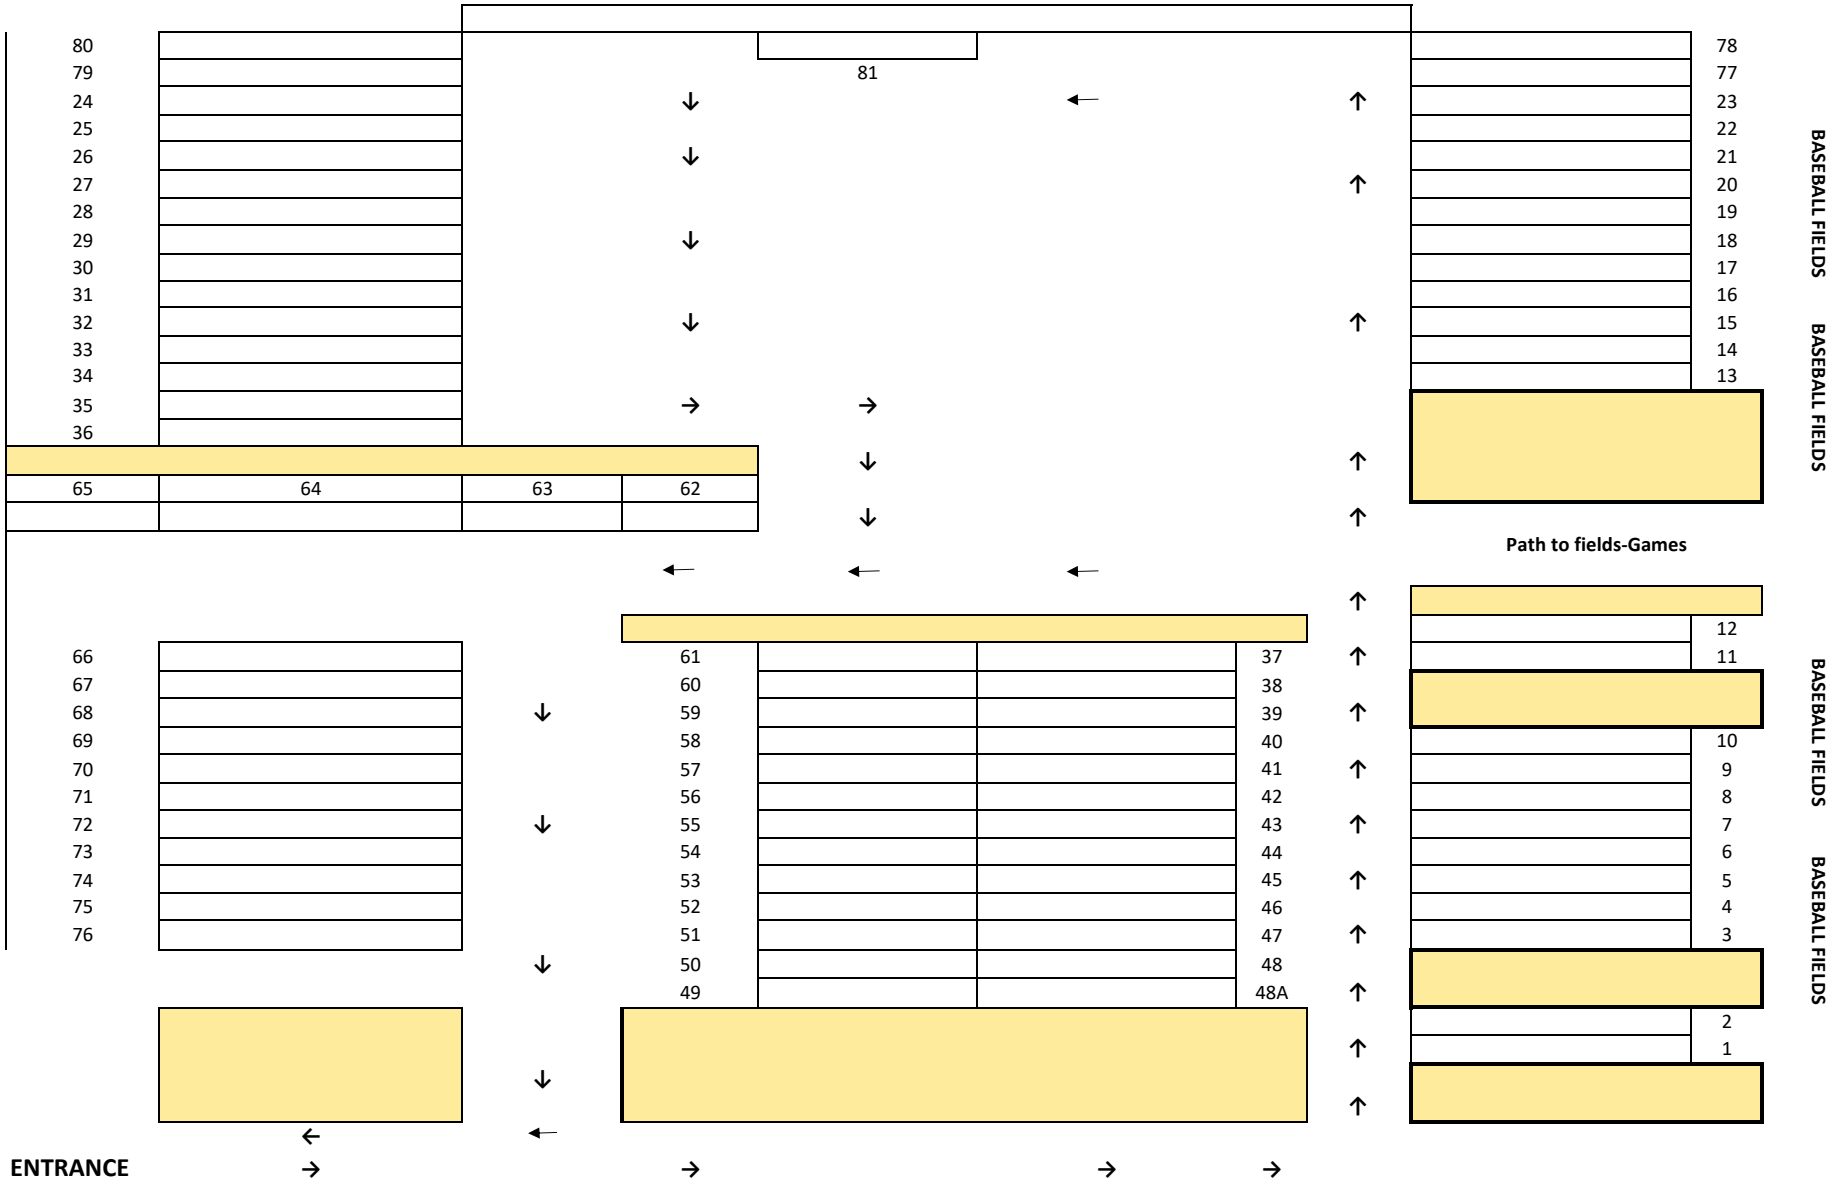 80 78
79 81 77
24 ↓ ← ↑ 23
25 22
26 ↓ 21
27 ↑ 20
28 19
29 ↓ 18
30 17
31 16
32 ↓ ↑ 15
33 14
34 13
35 → →
36
↓ ↑
65 64 63 62
↓ ↑
Path to fields-Games
← ← ←
↑
12
66 61 37 ↑ 11
67 60 38
68 ↓ 59 39 ↑
69 58 40 10
70 57 41 ↑ 9
71 56 42 8
72 ↓ 55 43 ↑ 7
73 54 44 6
74 53 45 ↑ 5
75 52 46 4
76 51 47 ↑ 3
↓ 50 48
49 48A ↑
2
↑ 1
↓
↑
← ←
ENTRANCE → → → →
BASEBALL FIELDS
BASEBALL FIELDS
BASEBALL FIELDS
BASEBALL FIELDS